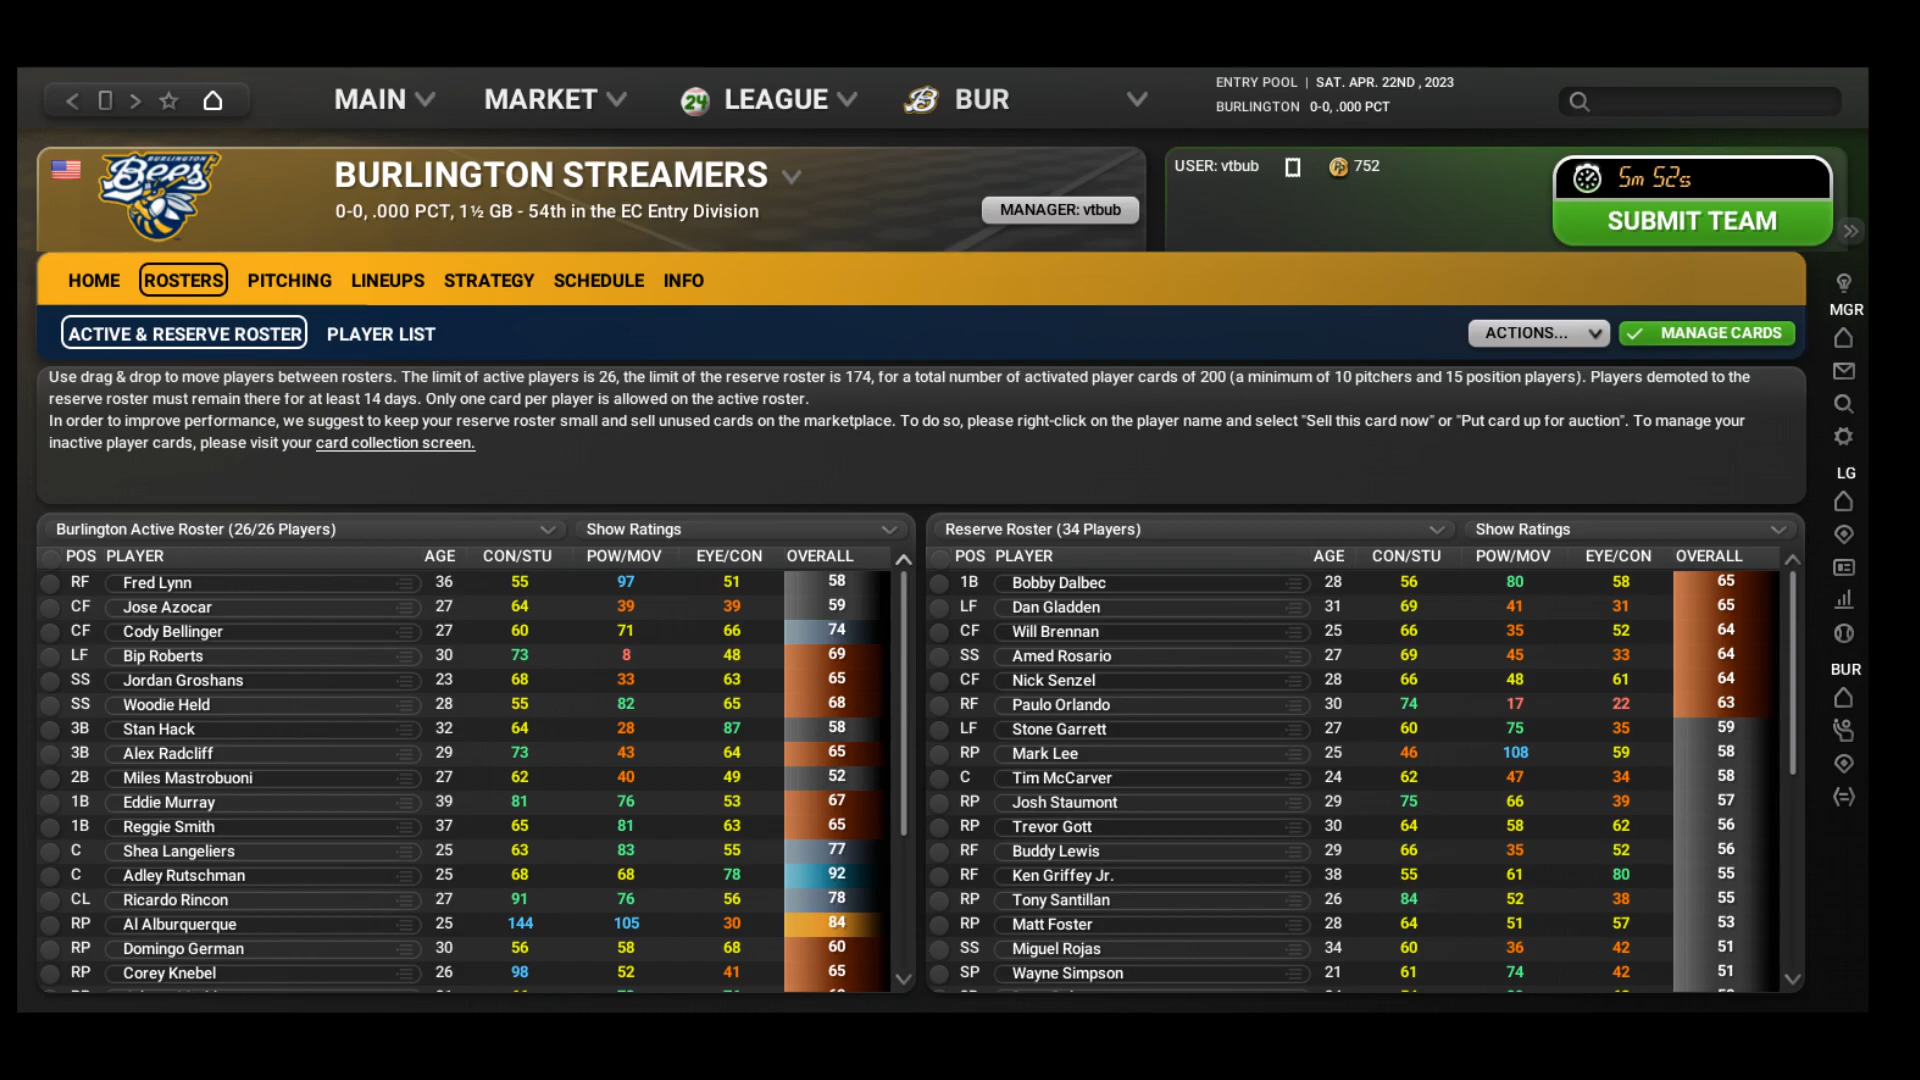 MAIN
MARKET
24 LEAGUE
B BUR
ENTRY POOL | SAT. APR. 22ND , 2023
BURLINGTON 0-0, .000 PCT
BURLINGTON
Bees
BURLINGTON STREAMERS
0-0, .000 PCT, 1½ GB - 54th in the EC Entry Division
MANAGER: vtbub
USER: vtbub
752
5m 52s
SUBMIT TEAM
HOME ROSTERS PITCHING LINEUPS STRATEGY SCHEDULE INFO
ACTIVE & RESERVE ROSTER PLAYER LIST
ACTIONS... MANAGE CARDS
Use drag & drop to move players between rosters. The limit of active players is 26, the limit of the reserve roster is 174, for a total number of activated player cards of 200 (a minimum of 10 pitchers and 15 position players). Players demoted to the
reserve roster must remain there for at least 14 days. Only one card per player is allowed on the active roster.
In order to improve performance, we suggest to keep your reserve roster small and sell unused cards on the marketplace. To do so, please right-click on the player name and select "Sell this card now" or "Put card up for auction". To manage your
inactive player cards, please visit your card collection screen.
Burlington Active Roster (26/26 Players) Show Ratings
POS PLAYER AGE CON/STU POW/MOV EYE/CON OVERALL
RF Fred Lynn 36 55 97 51 58
CF Jose Azocar 27 64 39 39 59
CF Cody Bellinger 27 60 71 66 74
LF Bip Roberts 30 73 8 48 69
SS Jordan Groshans 23 68 33 63 65
SS Woodie Held 28 55 82 65 68
3B Stan Hack 32 64 28 87 58
3B Alex Radcliff 29 73 43 64 65
2B Miles Mastrobuoni 27 62 40 49 52
1B Eddie Murray 39 81 76 53 67
1B Reggie Smith 37 65 81 63 65
C Shea Langeliers 25 63 83 55 77
C Adley Rutschman 25 68 68 78 92
CL Ricardo Rincon 27 91 76 56 78
RP Al Alburquerque 25 144 105 30 84
RP Domingo German 30 56 58 68 60
RP Corey Knebel 26 98 52 41 65
Reserve Roster (34 Players) Show Ratings
POS PLAYER AGE CON/STU POW/MOV EYE/CON OVERALL
1B Bobby Dalbec 28 56 80 58 65
LF Dan Gladden 31 69 41 31 65
CF Will Brennan 25 66 35 52 64
SS Amed Rosario 27 69 45 33 64
CF Nick Senzel 28 66 48 61 64
RF Paulo Orlando 30 74 17 22 63
LF Stone Garrett 27 60 75 35 59
RP Mark Lee 25 46 108 59 58
C Tim McCarver 24 62 47 34 58
RP Josh Staumont 29 75 66 39 57
RP Trevor Gott 30 64 58 62 56
RF Buddy Lewis 29 66 35 52 56
RF Ken Griffey Jr. 38 55 61 80 55
RP Tony Santillan 26 84 52 38 55
RP Matt Foster 28 64 51 57 53
SS Miguel Rojas 34 60 36 42 51
SP Wayne Simpson 21 61 74 42 51
MGR
LG
BUR